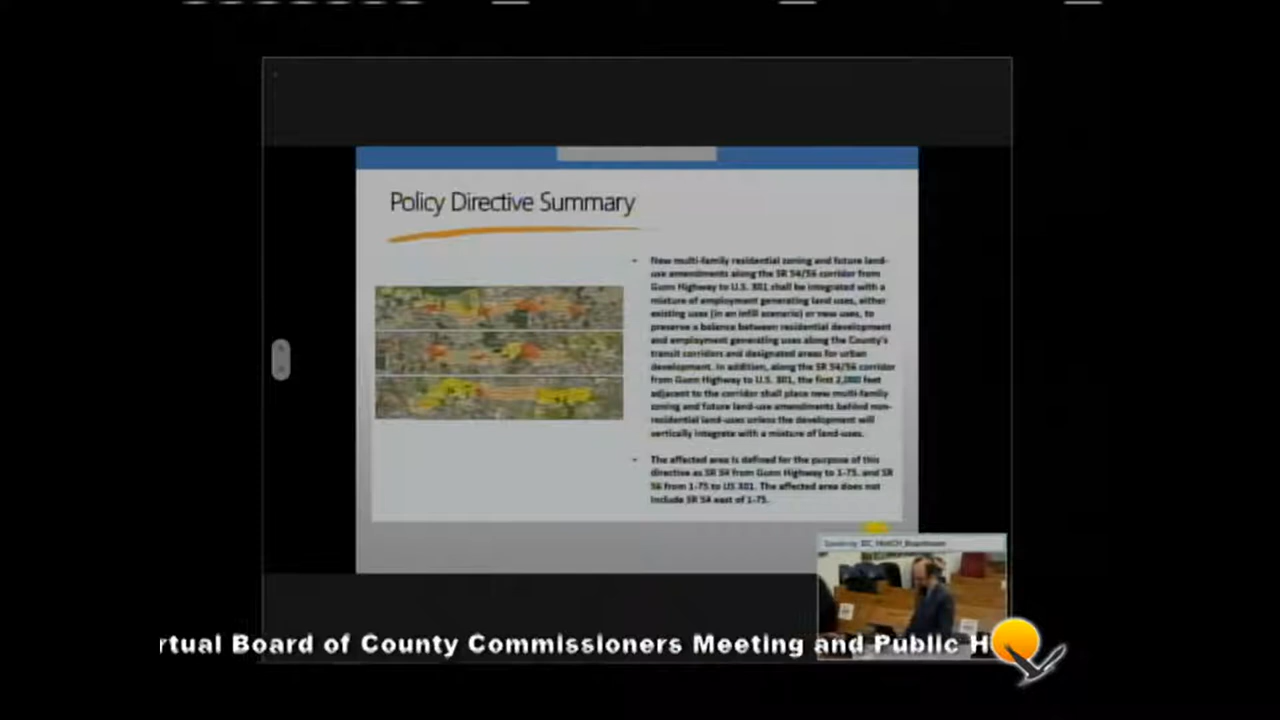 Policy Directive Summary
- New multi-family residential zoning and future land-
use amendments along the SR 54/56 corridor from
Gunn Highway to U.S. 301 shall be integrated with a
mixture of employment generating land uses, either
existing uses (in an infill scenario) or new uses, to
preserve a balance between residential development
and employment generating uses along the County's
transit corridors and designated areas for urban
development. In addition, along the SR 54/56 corridor
from Gunn Highway to U.S. 301, the first 2,000 feet
adjacent to the corridor shall place new multi-family
zoning and future land-use amendments behind non-
residential land-uses unless the development will
vertically integrate with a mixture of land-uses.
- The affected area is defined for the purpose of this
directive as SR 54 from Gunn Highway to 1-75. and SR
56 from 1-75 to US 301. The affected area does not
include SR 54 east of 1-75.
rtual Board of County Commissioners Meeting and Public H